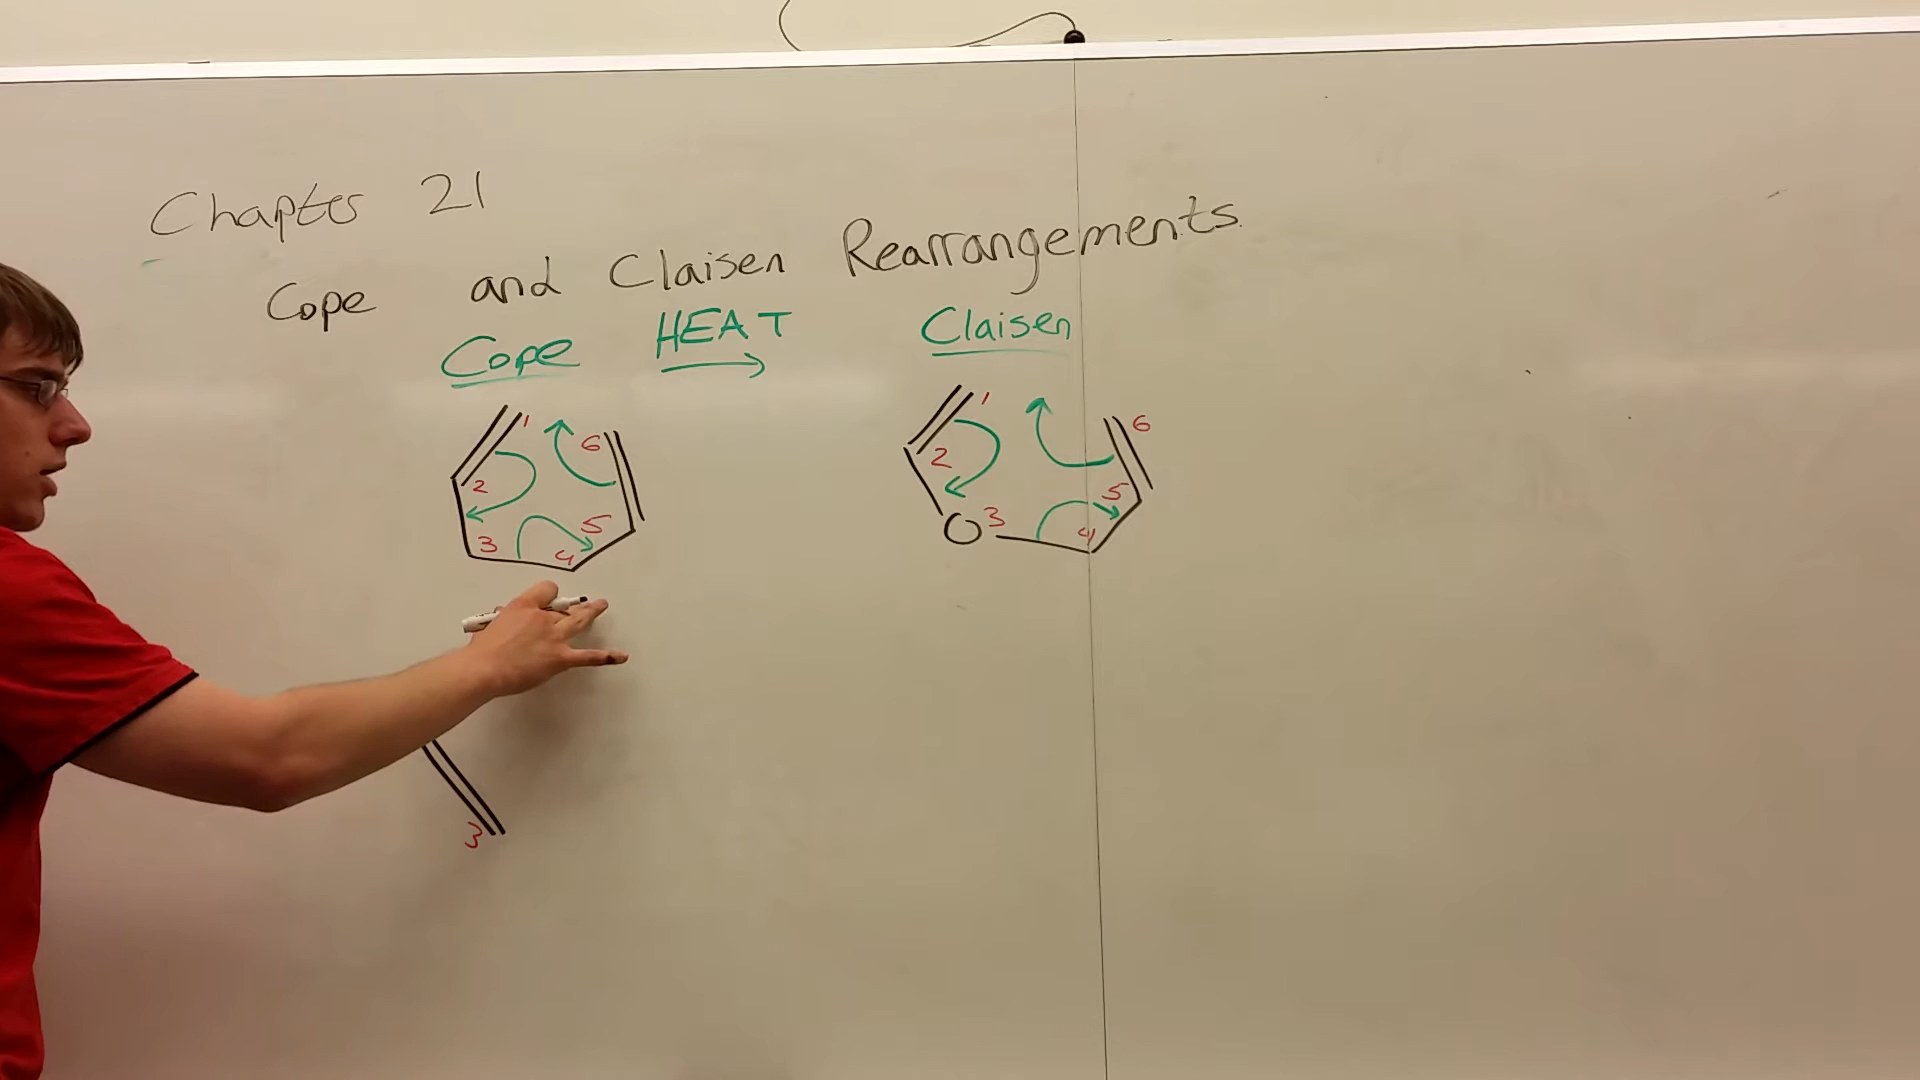 Chapter 21
Cope and Claisen Rearrangements
Cope HEAT Claisen
1 6 1 6
2 2
5 5
3 4 O 3 4
3